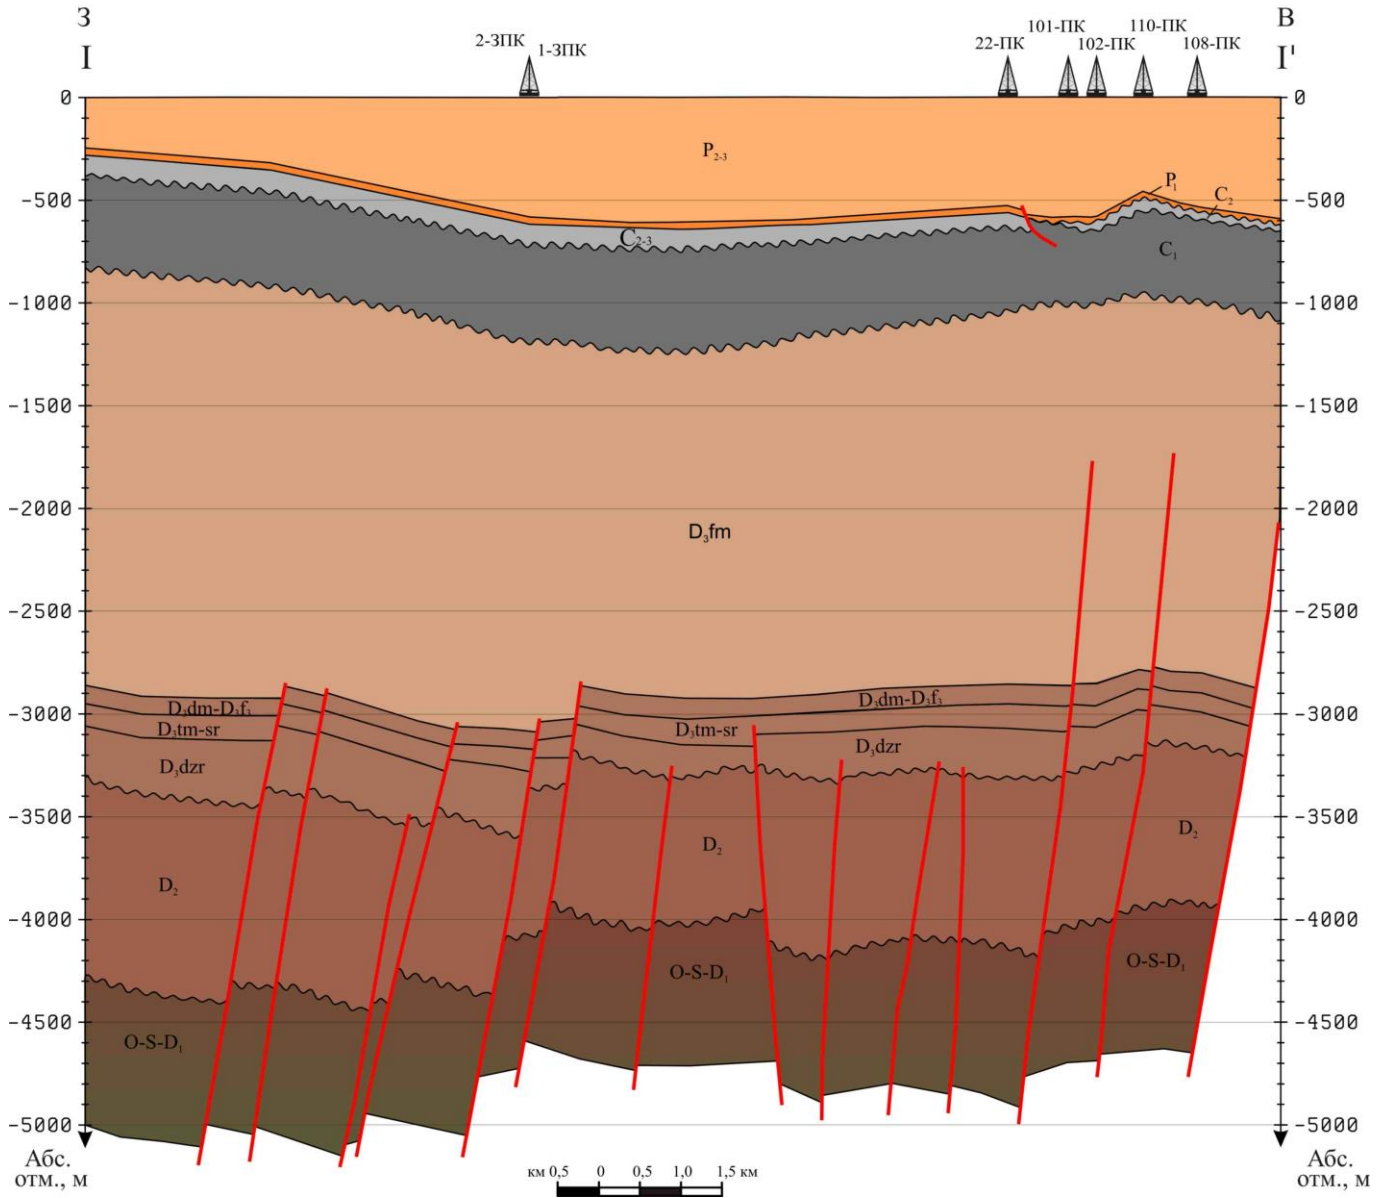 З
В
I
I'
2-ЗПК
1-ЗПК
22-ПК
101-ПК
102-ПК
110-ПК
108-ПК
0
0
P₂₋₃
P₁
C₂
-500
-500
C₂₋₃
C₁
-1000
-1000
-1500
-1500
-2000
-2000
D₃fm
-2500
-2500
D₃dm-D₃f₃
D₃dm-D₃f₃
-3000
-3000
D₃tm-sr
D₃tm-sr
D₃dzr
D₃dzr
-3500
-3500
D₂
D₂
D₂
-4000
-4000
O-S-D₁
O-S-D₁
-4500
-4500
O-S-D₁
-5000
-5000
Абс.
отм., м
Абс.
отм., м
км 0,5 0 0,5 1,0 1,5 км